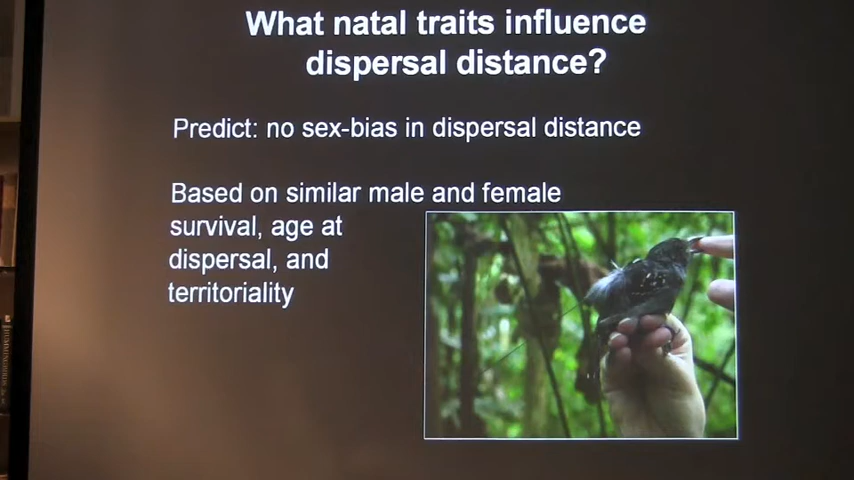 What natal traits influence
dispersal distance?
Predict: no sex-bias in dispersal distance
Based on similar male and female
survival, age at
dispersal, and
territoriality